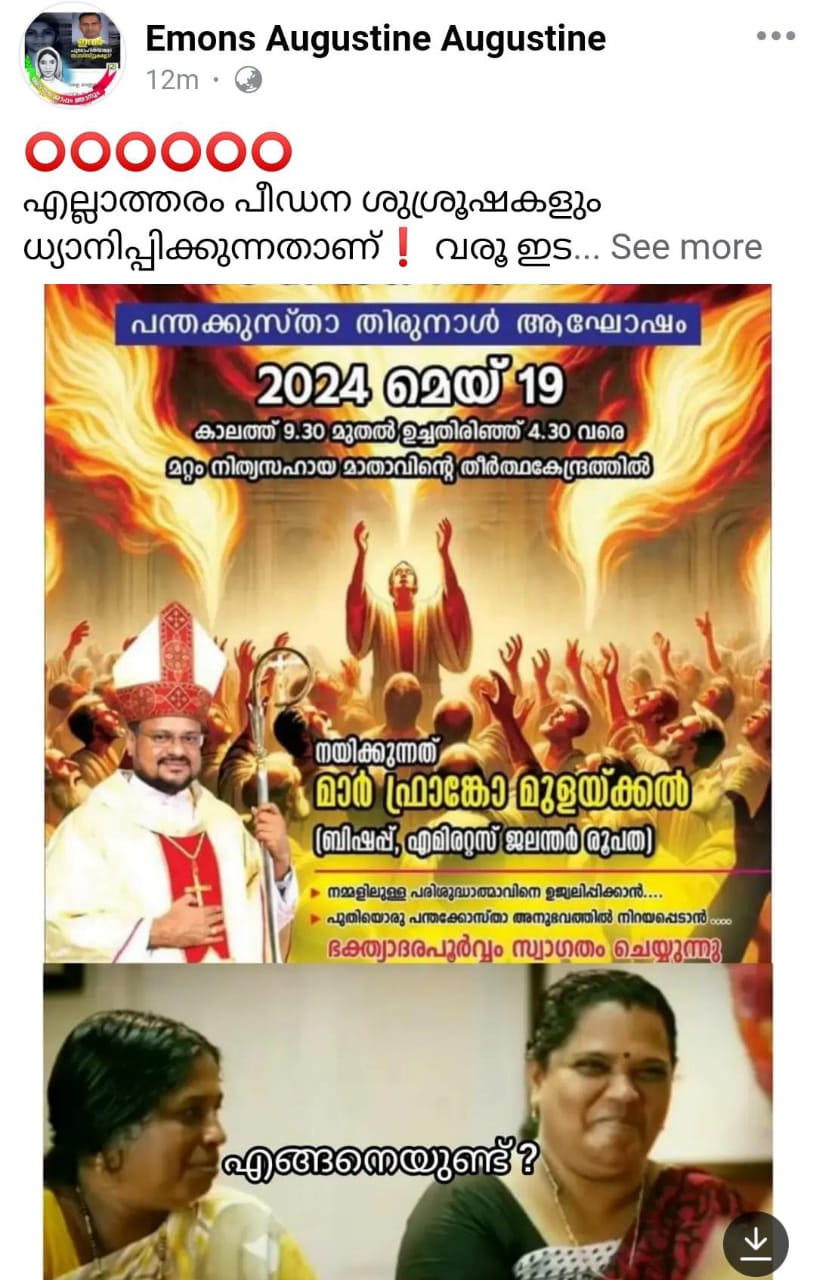 Emons Augustine Augustine
12m
എല്ലാത്തരം പീഡന ശുശ്രൂഷകളും
ധ്യാനിപ്പിക്കുന്നതാണ്❗ വരൂ ഇട... See more
പന്തക്കുസ്താ തിരുനാൾ ആഘോഷം
2024 മെയ് 19
കാലത്ത് 9.30 മുതൽ ഉച്ചതിരിഞ്ഞ് 4.30 വരെ
മറ്റം നിത്യസഹായ മാതാവിന്റെ തീർത്ഥകേന്ദ്രത്തിൽ
നയിക്കുന്നത്
മാർ ഫ്രാങ്കോ മുളയ്ക്കൽ
(ബിഷപ്പ്, എമിരറ്റസ് ജലന്തർ രൂപത)
നമ്മളിലുള്ള പരിശുദ്ധാത്മാവിനെ ഉജ്വലിപ്പിക്കാൻ....
പുതിയൊരു പന്തക്കോസ്താ അനുഭവത്തിൽ നിറയപ്പെടാൻ ....
ഭക്ത്യാദരപൂർവ്വം സ്വാഗതം ചെയ്യുന്നു
എങ്ങനെയുണ്ട് ?